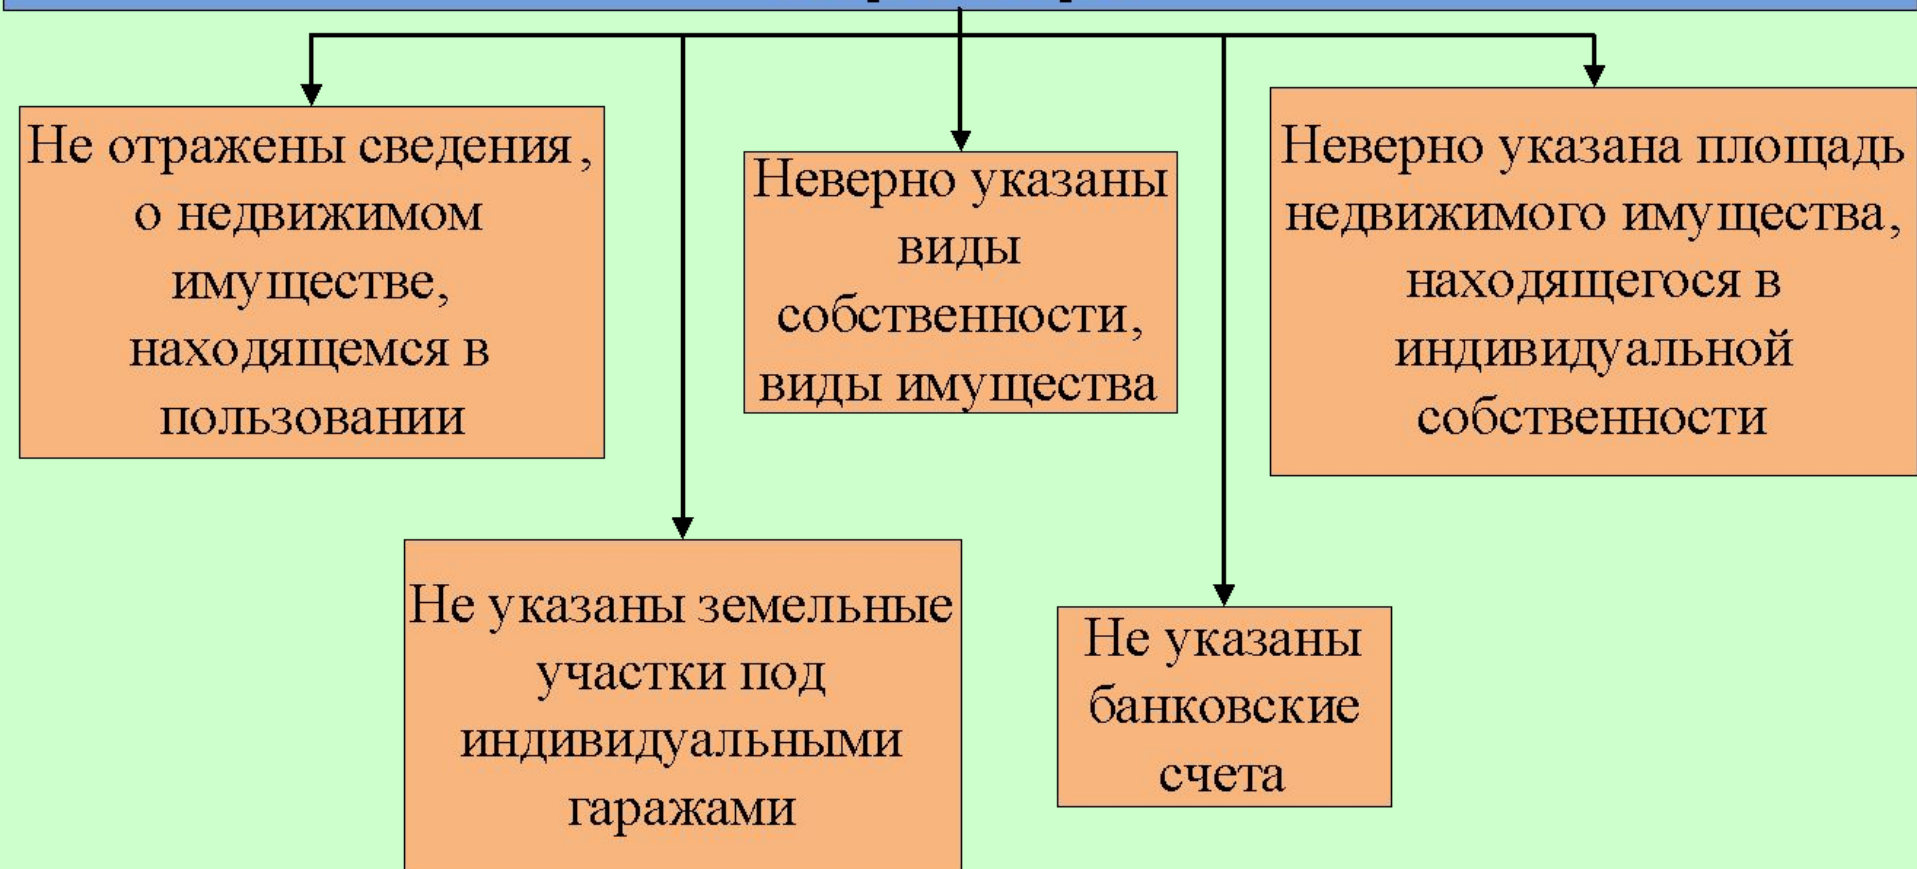 Не отражены сведения,
о недвижимом
имуществе,
находящемся в
пользовании
Неверно указаны
виды
собственности,
виды имущества
Неверно указана площадь
недвижимого имущества,
находящегося в
индивидуальной
собственности
Не указаны земельные
участки под
индивидуальными
гаражами
Не указаны
банковские
счета